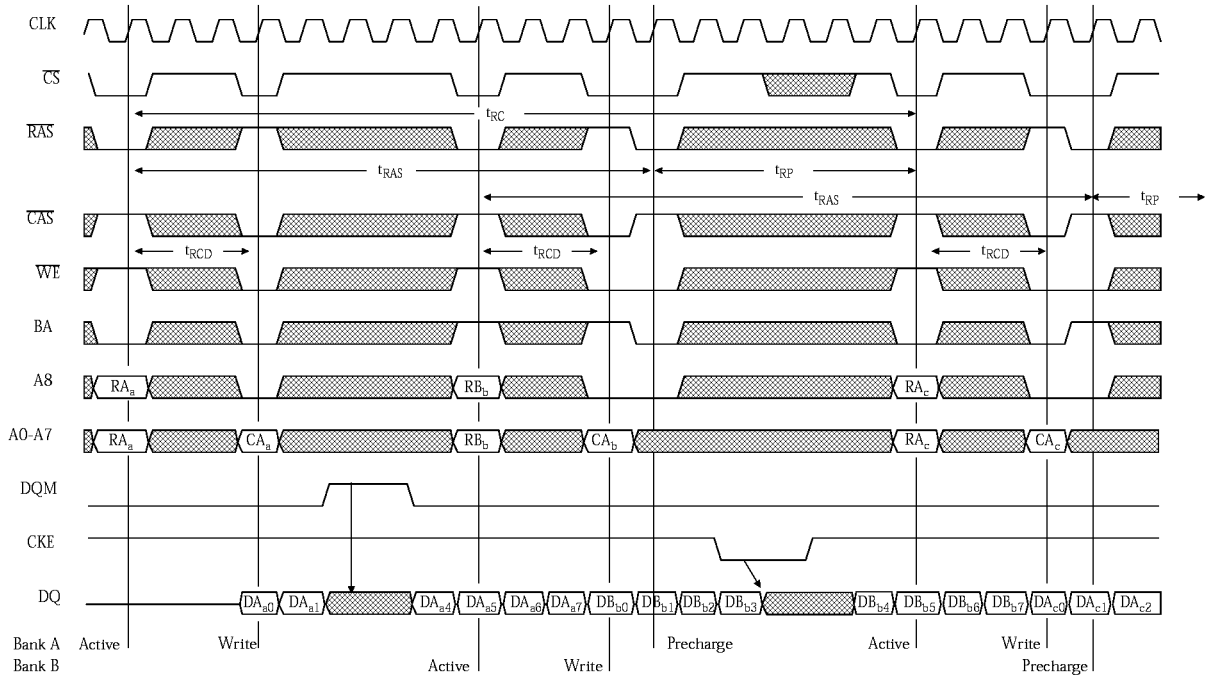 CLK
CS
tRC
RAS
tRAS tRP
tRAS tRP
CAS
tRCD tRCD tRCD
WE
BA
A8 RAa RBb RAc
A0-A7 RAa CAa RBb CAb RAc CAc
DQM
CKE
DQ DAa0 DAa1 DAa4 DAa5 DAa6 DAa7 DBb0 DBb1 DBb2 DBb3 DBb4 DBb5 DBb6 DBb7 DAc0 DAc1 DAc2
Bank A Active Write Precharge Active Write
Bank B Active Write Precharge